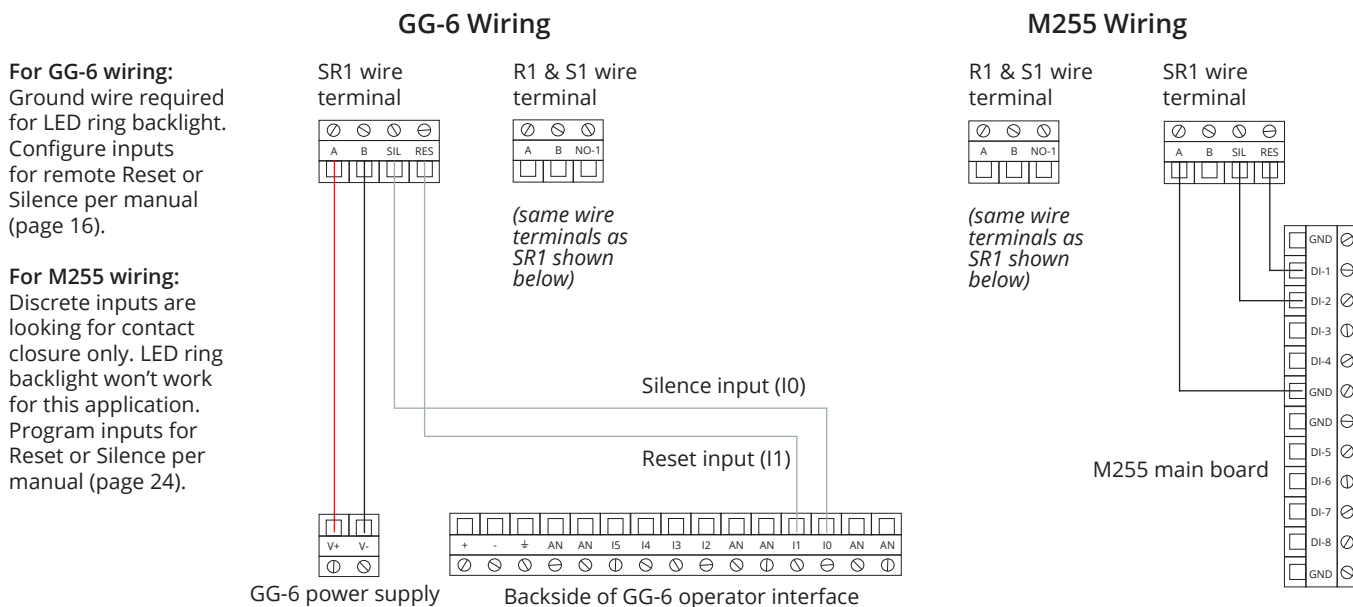 GG-6 Wiring
M255 Wiring
For GG-6 wiring:
Ground wire required
for LED ring backlight.
Configure inputs
for remote Reset or
Silence per manual
(page 16).
For M255 wiring:
Discrete inputs are
looking for contact
closure only. LED ring
backlight won't work
for this application.
Program inputs for
Reset or Silence per
manual (page 24).
SR1 wire
terminal
A B SIL RES
R1 & S1 wire
terminal
A B NO-1
(same wire
terminals as
SR1 shown
below)
Silence input (I0)
Reset input (I1)
V+ V-
GG-6 power supply
+ - ⏚ AN AN I5 I4 I3 I2 AN AN I1 I0 AN AN
Backside of GG-6 operator interface
R1 & S1 wire
terminal
A B NO-1
(same wire
terminals as
SR1 shown
below)
SR1 wire
terminal
A B SIL RES
GND
DI-1
DI-2
DI-3
DI-4
GND
GND
DI-5
DI-6
DI-7
DI-8
GND
M255 main board